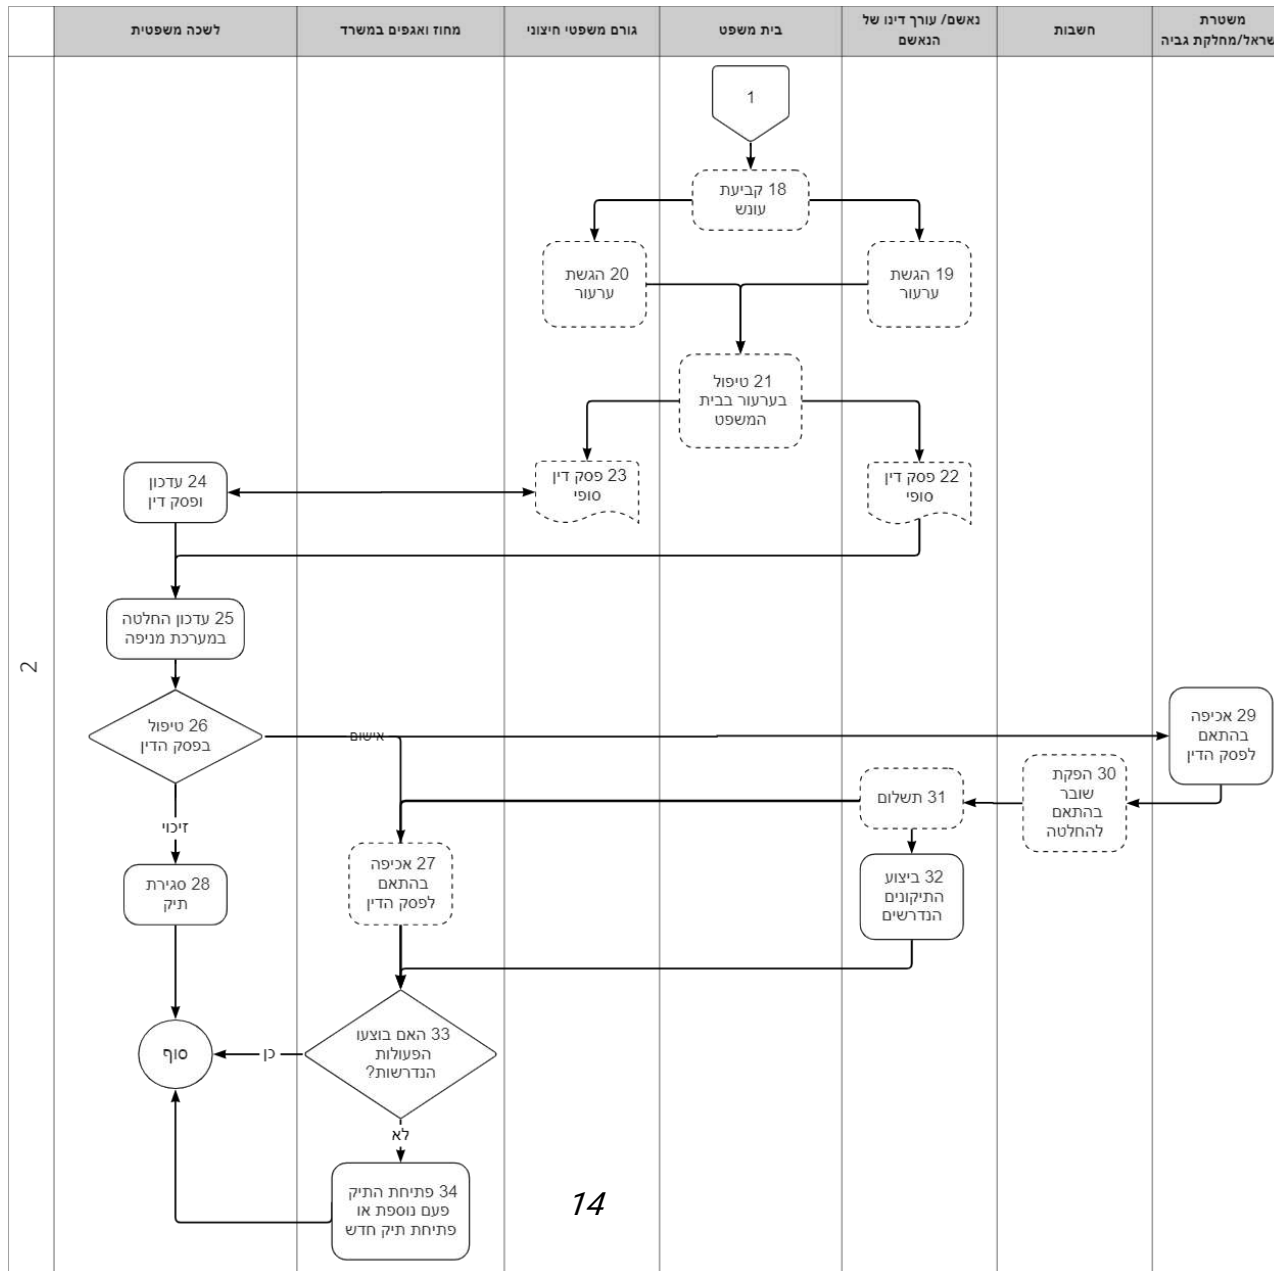 משטרת
שראל/מחלקת גביה
חשבות
נאשם/ עורך דינו של
הנאשם
בית משפט
גורם משפטי חיצוני
מחוז ואגפים במשרד
לשכה משפטית
2
1
18 קביעת
עונש
19 הגשת
ערעור
20 הגשת
ערעור
21 טיפול
בערעור בבית
המשפט
22 פסק דין
סופי
23 פסק דין
סופי
24 עדכון
ופסק דין
25 עדכון החלטה
במערכת מניפה
26 טיפול
בפסק הדין
אישום
זיכוי
29 אכיפה
בהתאם
לפסק הדין
30 הפקת
שובר
בהתאם
להחלטה
31 תשלום
27 אכיפה
בהתאם
לפסק הדין
32 ביצוע
התיקונים
הנדרשים
28 סגירת
תיק
33 האם בוצעו
הפעולות
הנדרשות?
כן
סוף
לא
34 פתיחת התיק
פעם נוספת או
פתיחת תיק חדש
14